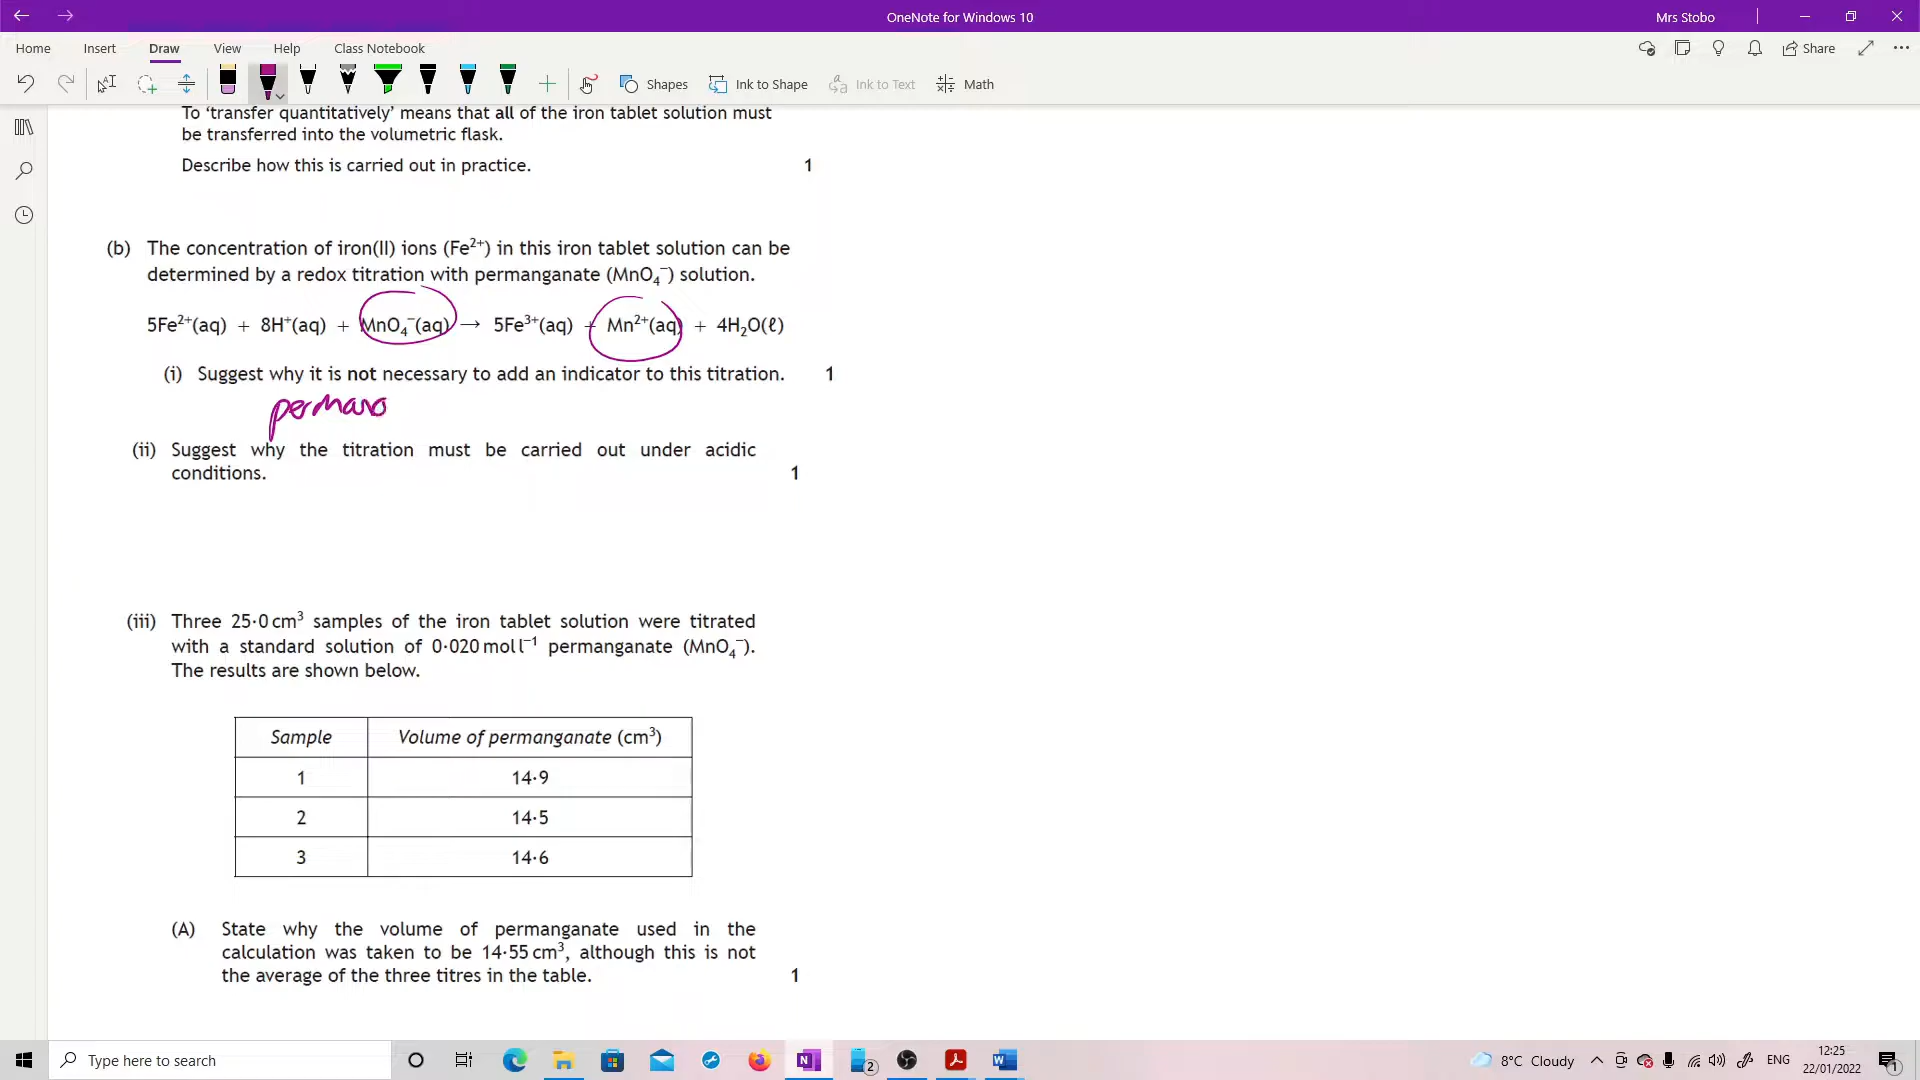 OneNote for Windows 10
Mrs Stobo
Home Insert Draw View Help Class Notebook
Share
Shapes Ink to Shape Ink to Text Math
To ‘transfer quantitatively’ means that all of the iron tablet solution must
be transferred into the volumetric flask.
Describe how this is carried out in practice. 1
(b) The concentration of iron(II) ions (Fe²⁺) in this iron tablet solution can be
determined by a redox titration with permanganate (MnO₄⁻) solution.
5Fe²⁺(aq) + 8H⁺(aq) + MnO₄⁻(aq) → 5Fe³⁺(aq) + Mn²⁺(aq) + 4H₂O(ℓ)
(i) Suggest why it is not necessary to add an indicator to this titration. 1
permano
(ii) Suggest why the titration must be carried out under acidic
conditions. 1
(iii) Three 25·0 cm³ samples of the iron tablet solution were titrated
with a standard solution of 0·020 mol l⁻¹ permanganate (MnO₄⁻).
The results are shown below.
Sample Volume of permanganate (cm³)
1 14·9
2 14·5
3 14·6
(A) State why the volume of permanganate used in the
calculation was taken to be 14·55 cm³, although this is not
the average of the three titres in the table. 1
Type here to search
2
8°C Cloudy
ENG
12:25
22/01/2022
1